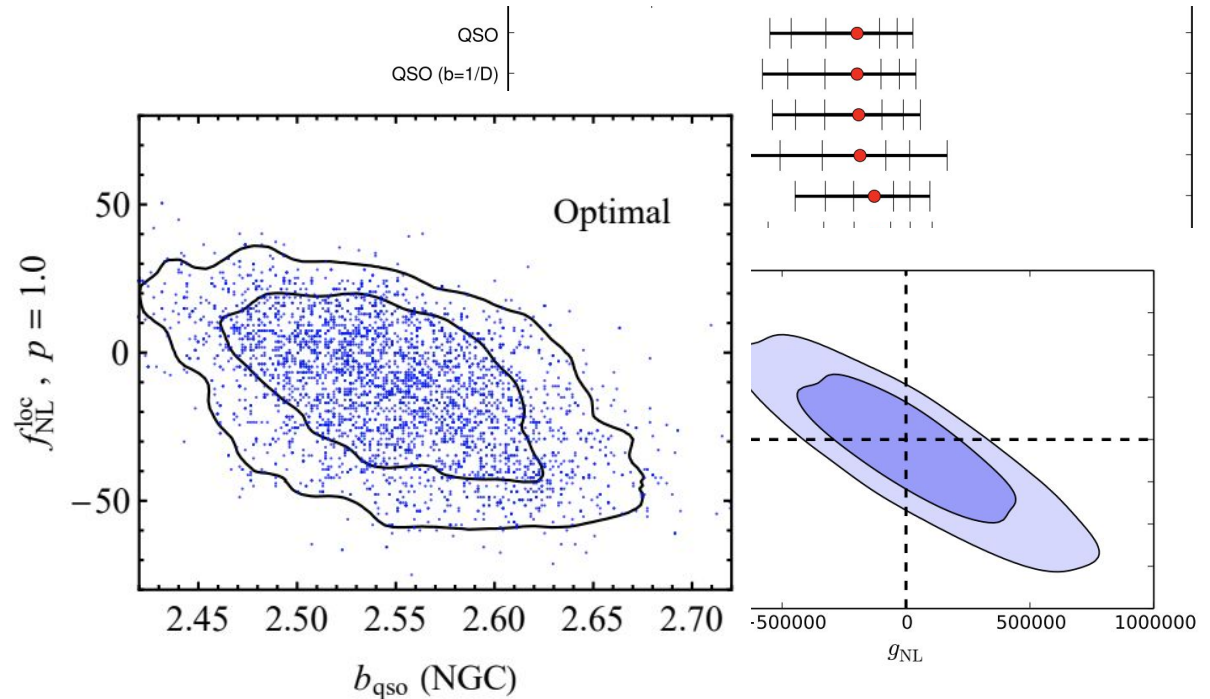 QSO
QSO (b=1/D)
Optimal
50
0
−50
f_NL^loc , p = 1.0
2.45 2.50 2.55 2.60 2.65 2.70
b_qso (NGC)
−500000 0 500000 1000000
g_NL